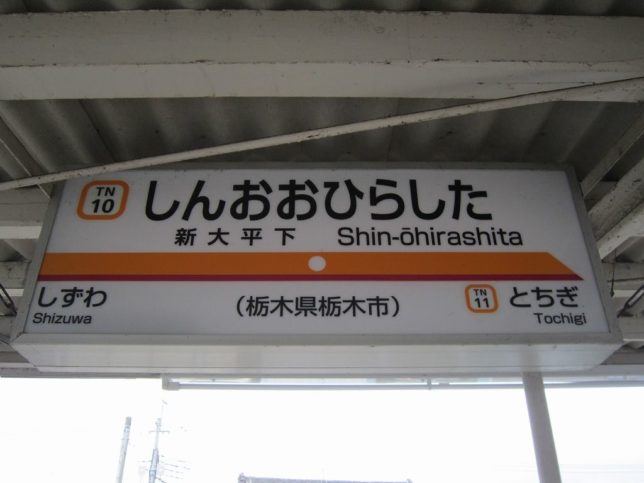 TN
10
しんおおひらした
新大平下 Shin-ōhirashita
しずわ
Shizuwa
(栃木県栃木市)
TN
11
とちぎ
Tochigi